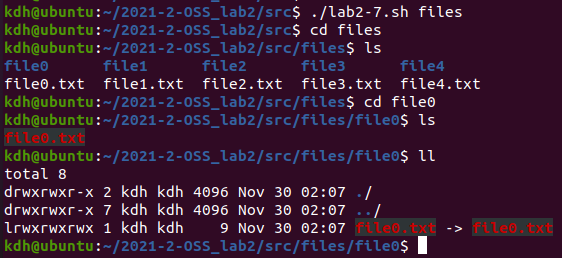 kdh@ubuntu:~/2021-2-OSS_lab2/src$ ./lab2-7.sh files
kdh@ubuntu:~/2021-2-OSS_lab2/src$ cd files
kdh@ubuntu:~/2021-2-OSS_lab2/src/files$ ls
file0 file1 file2 file3 file4
file0.txt file1.txt file2.txt file3.txt file4.txt
kdh@ubuntu:~/2021-2-OSS_lab2/src/files$ cd file0
kdh@ubuntu:~/2021-2-OSS_lab2/src/files/file0$ ls
file0.txt
kdh@ubuntu:~/2021-2-OSS_lab2/src/files/file0$ ll
total 8
drwxrwxr-x 2 kdh kdh 4096 Nov 30 02:07 ./
drwxrwxr-x 7 kdh kdh 4096 Nov 30 02:07 ../
lrwxrwxrwx 1 kdh kdh 9 Nov 30 02:07 file0.txt -> file0.txt
kdh@ubuntu:~/2021-2-OSS_lab2/src/files/file0$